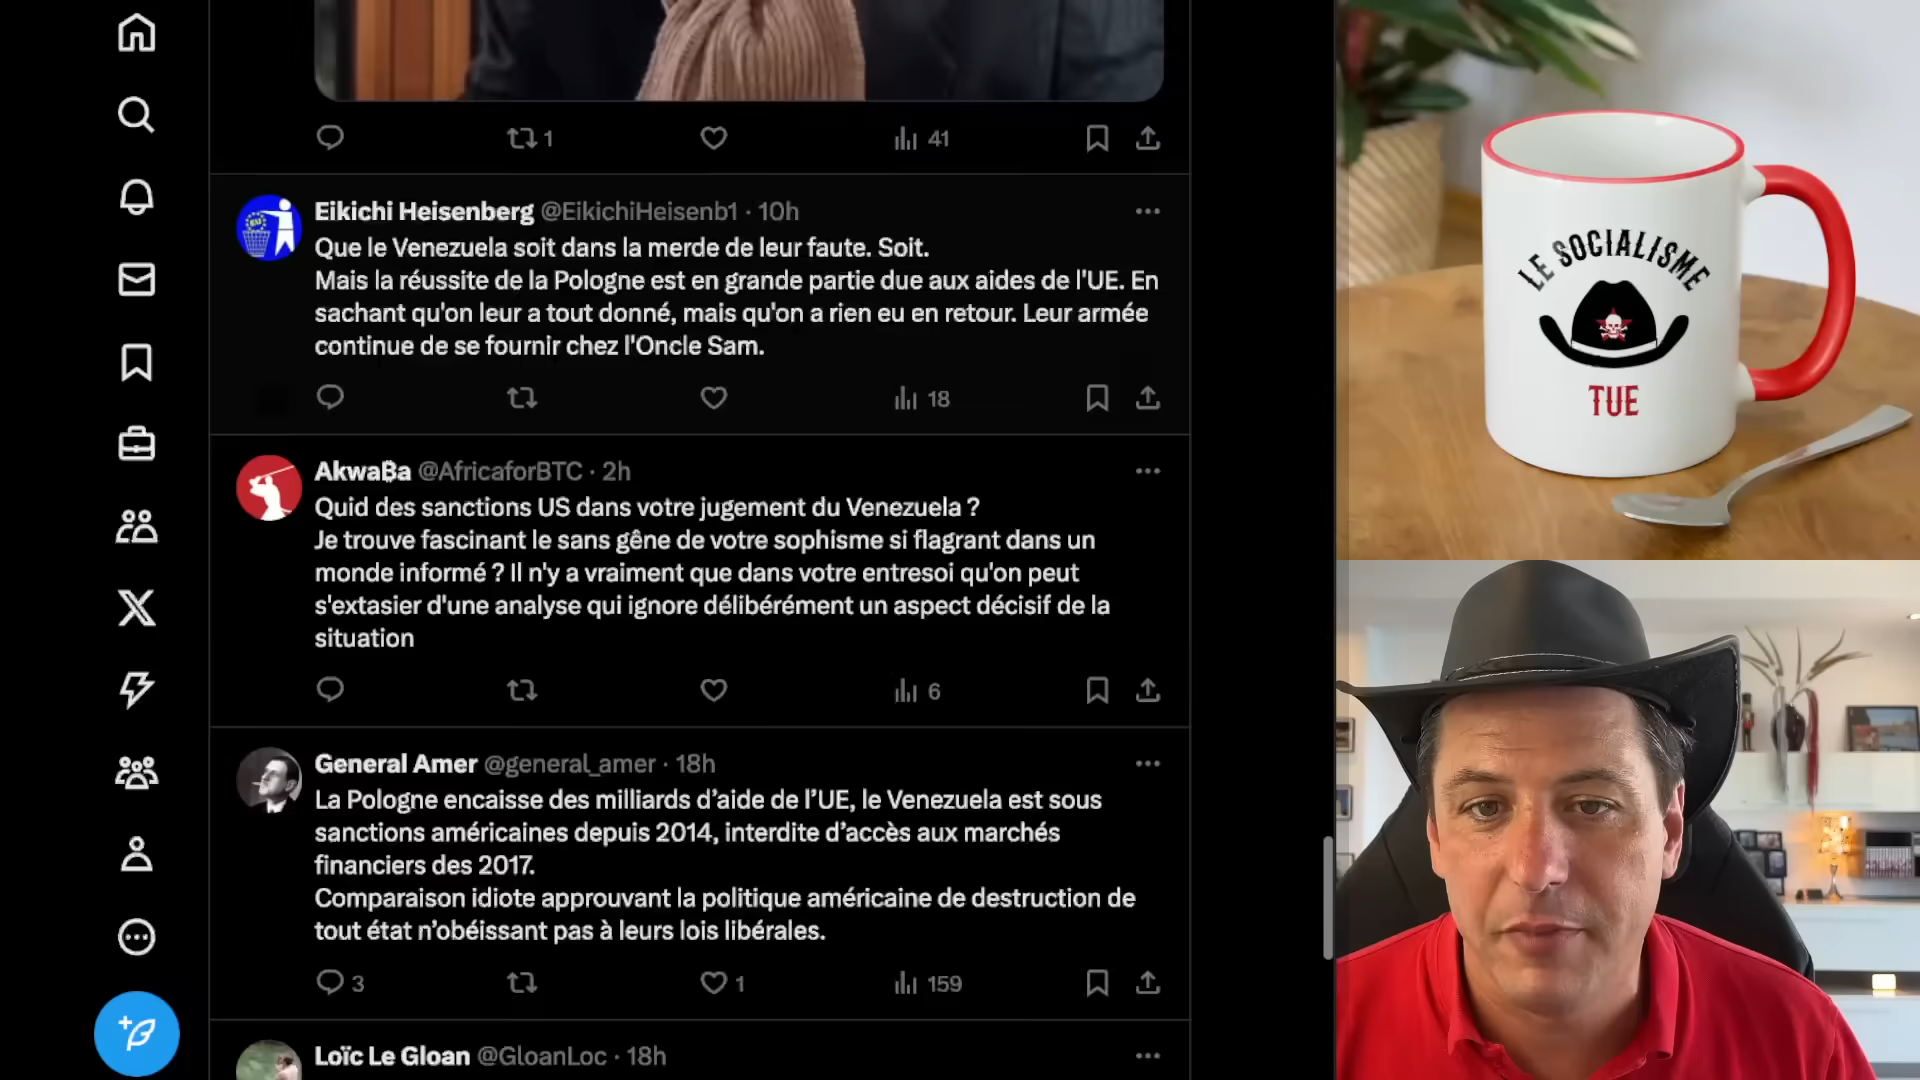 1
41
Eikichi Heisenberg @EikichiHeisenb1 · 10h
Que le Venezuela soit dans la merde de leur faute. Soit.
Mais la réussite de la Pologne est en grande partie due aux aides de l'UE. En
sachant qu'on leur a tout donné, mais qu'on a rien eu en retour. Leur armée
continue de se fournir chez l'Oncle Sam.
18
Akwa₿a @AfricaforBTC · 2h
Quid des sanctions US dans votre jugement du Venezuela ?
Je trouve fascinant le sans gêne de votre sophisme si flagrant dans un
monde informé ? Il n'y a vraiment que dans votre entresoi qu'on peut
s'extasier d'une analyse qui ignore délibérément un aspect décisif de la
situation
6
General Amer @general_amer · 18h
La Pologne encaisse des milliards d’aide de l’UE, le Venezuela est sous
sanctions américaines depuis 2014, interdite d’accès aux marchés
financiers des 2017.
Comparaison idiote approuvant la politique américaine de destruction de
tout état n’obéissant pas à leurs lois libérales.
3
1
159
Loïc Le Gloan @GloanLoc · 18h
LE SOCIALISME
TUE